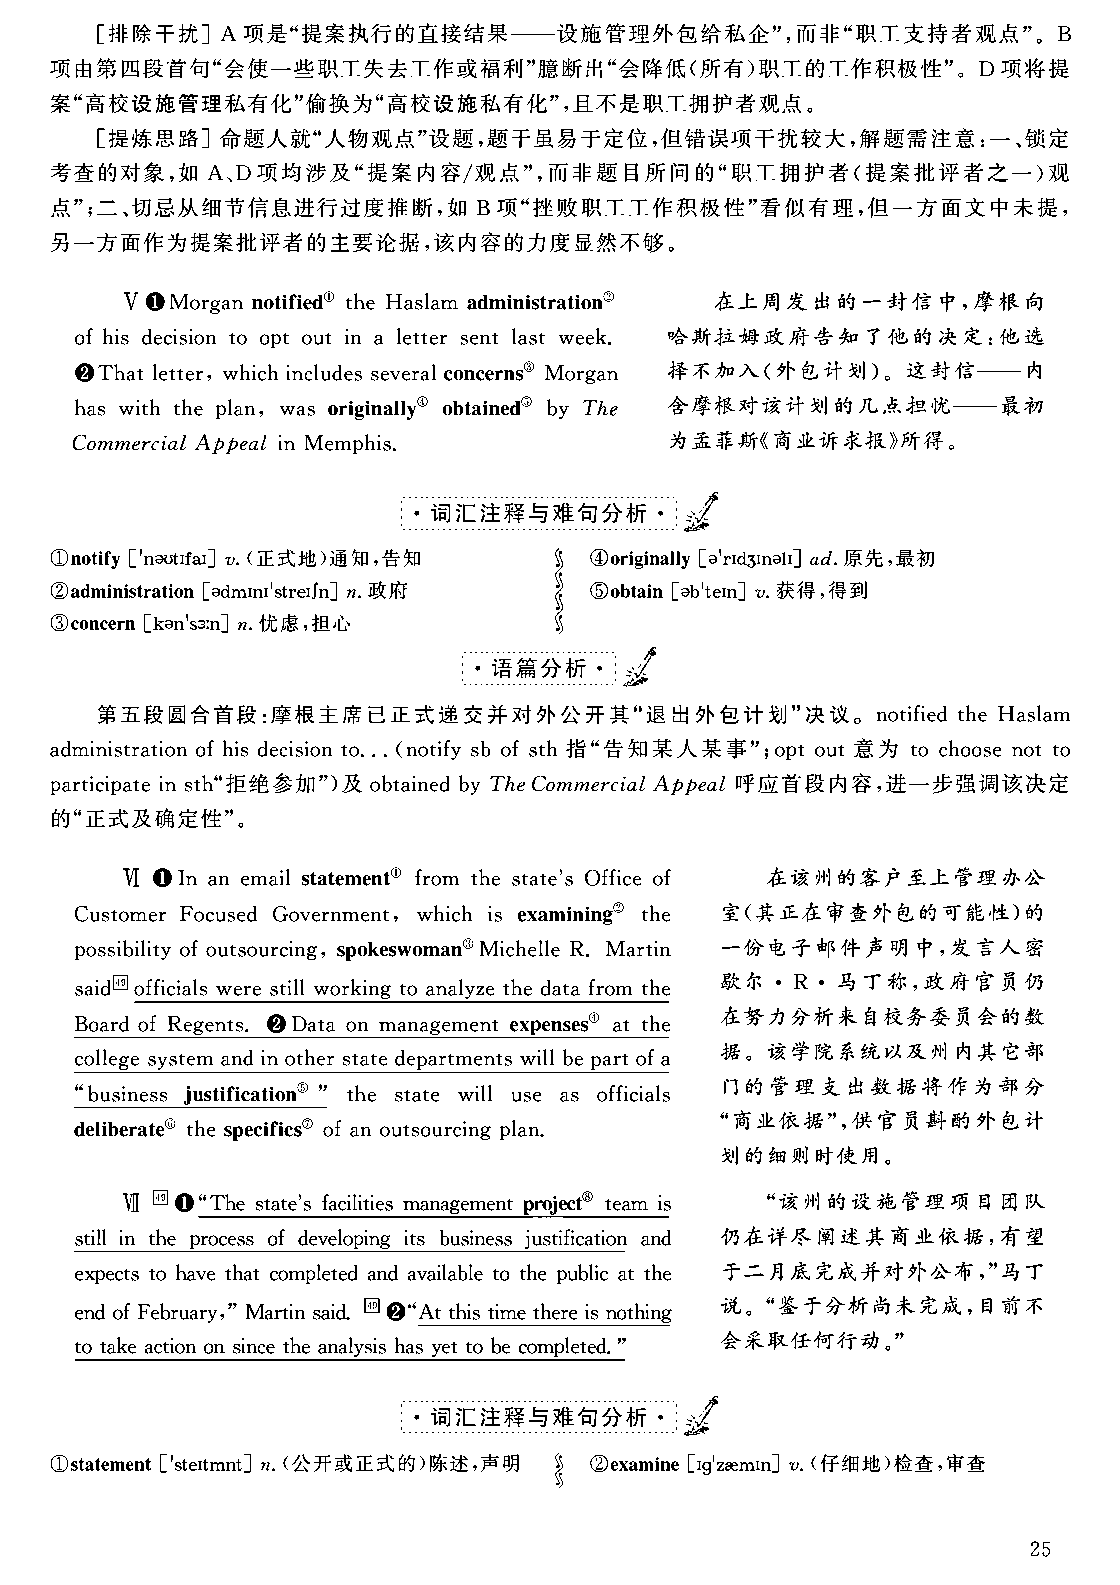 [排除干扰] A 项是“提案执行的直接结果——设施管理外包给私企”,而非“职工支持者观点”。B
项由第四段首句“会使一些职工失去工作或福利”臆断出“会降低(所有)职工的工作积极性”。D 项将提
案“高校设施管理私有化”偷换为“高校设施私有化”,且不是职工拥护者观点。
[提炼思路] 命题人就“人物观点”设题,题干虽易于定位,但错误项干扰较大,解题需注意:一、锁定
考查的对象,如 A、D 项均涉及“提案内容/观点”,而非题目所问的“职工拥护者(提案批评者之一)观
点”;二、切忌从细节信息进行过度推断,如 B 项“挫败职工工作积极性”看似有理,但一方面文中未提,
另一方面作为提案批评者的主要论据,该内容的力度显然不够。
Ⅴ ❶Morgan notified① the Haslam administration②
of his decision to opt out in a letter sent last week.
❷That letter, which includes several concerns③ Morgan
has with the plan, was originally④ obtained⑤ by The
Commercial Appeal in Memphis.
在上周发出的一封信中,摩根向
哈斯拉姆政府告知了他的决定:他选
择不加入(外包计划)。这封信——内
含摩根对该计划的几点担忧——最初
为孟菲斯《商业诉求报》所得。
·词汇注释与难句分析·
①notify [ˈnəʊtɪfaɪ] v. (正式地)通知,告知
②administration [ədmɪnɪˈstreɪʃn] n. 政府
③concern [kənˈsɜːn] n. 忧虑,担心
④originally [əˈrɪdʒɪnəlɪ] ad. 原先,最初
⑤obtain [əbˈteɪn] v. 获得,得到
·语篇分析·
第五段圆合首段:摩根主席已正式递交并对外公开其“退出外包计划”决议。notified the Haslam
administration of his decision to...(notify sb of sth 指“告知某人某事”;opt out 意为 to choose not to
participate in sth“拒绝参加”)及 obtained by The Commercial Appeal 呼应首段内容,进一步强调该决定
的“正式及确定性”。
Ⅵ ❶In an email statement① from the state's Office of
Customer Focused Government, which is examining② the
possibility of outsourcing, spokeswoman③ Michelle R. Martin
said[49] officials were still working to analyze the data from the
Board of Regents. ❷Data on management expenses④ at the
college system and in other state departments will be part of a
“business justification⑤” the state will use as officials
deliberate⑥ the specifics⑦ of an outsourcing plan.
在该州的客户至上管理办公
室(其正在审查外包的可能性)的
一份电子邮件声明中,发言人密
歇尔·R·马丁称,政府官员仍
在努力分析来自校务委员会的数
据。该学院系统以及州内其它部
门的管理支出数据将作为部分
“商业依据”,供官员斟酌外包计
划的细则时使用。
Ⅶ [49] ❶“The state's facilities management project⑧ team is
still in the process of developing its business justification and
expects to have that completed and available to the public at the
end of February,” Martin said. [49] ❷“At this time there is nothing
to take action on since the analysis has yet to be completed.”
“该州的设施管理项目团队
仍在详尽阐述其商业依据,有望
于二月底完成并对外公布,”马丁
说。“鉴于分析尚未完成,目前不
会采取任何行动。”
·词汇注释与难句分析·
①statement [ˈsteɪtmnt] n. (公开或正式的)陈述,声明
②examine [ɪɡˈzæmɪn] v. (仔细地)检查,审查
25